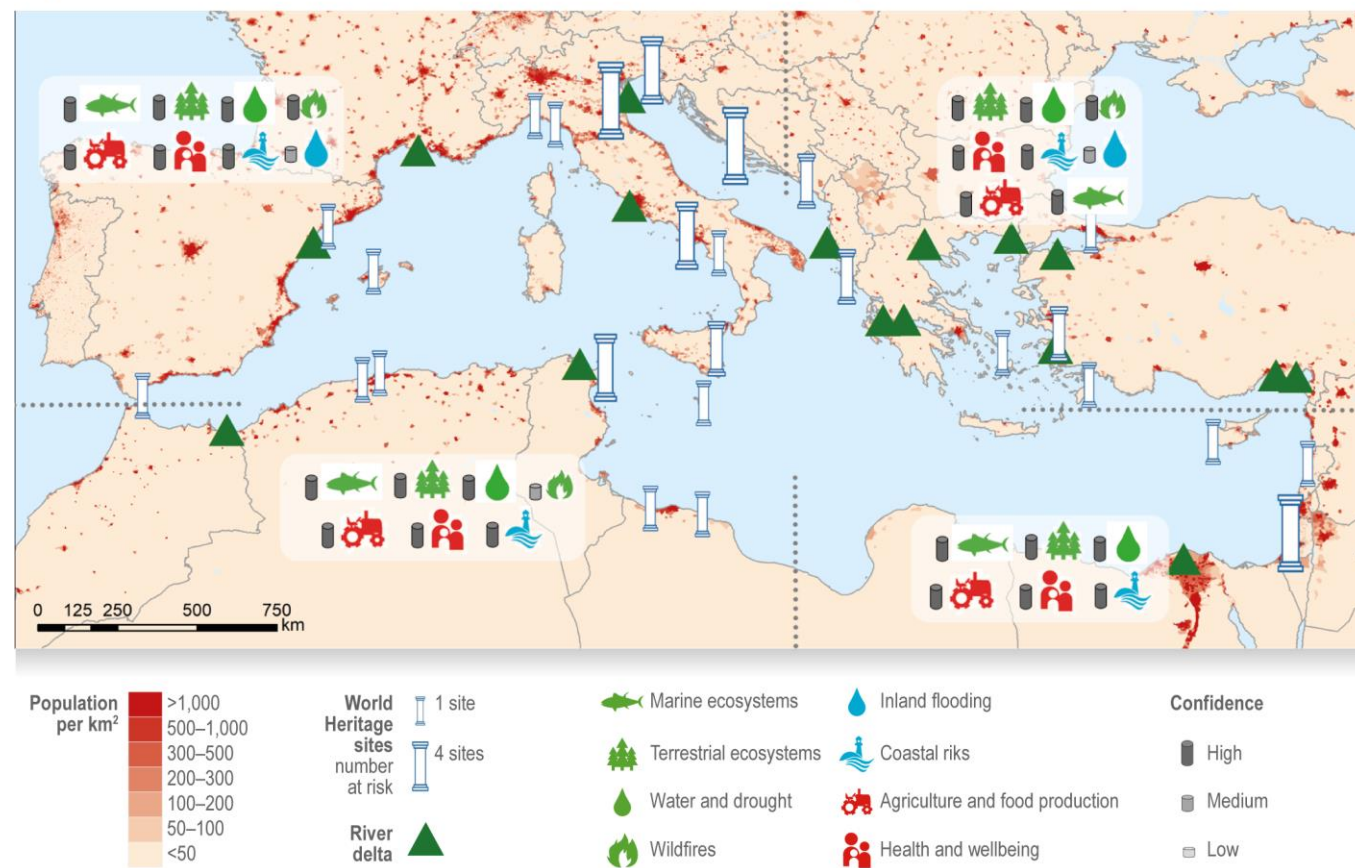 0 125 250 500 750
km
Population
per km²
>1,000
500–1,000
300–500
200–300
100–200
50–100
<50
World
Heritage
sites
number
at risk
1 site
4 sites
River
delta
Marine ecosystems
Terrestrial ecosystems
Water and drought
Wildfires
Inland flooding
Coastal riks
Agriculture and food production
Health and wellbeing
Confidence
High
Medium
Low